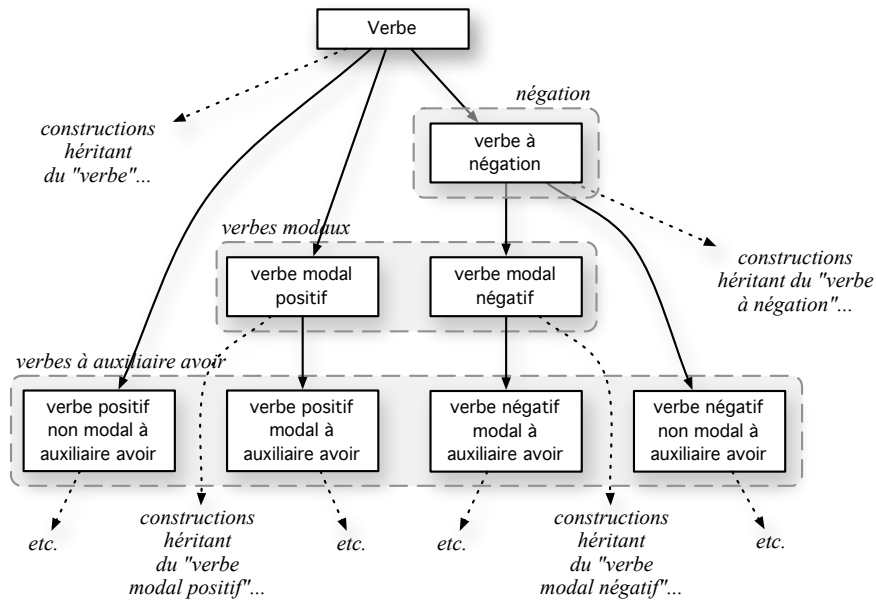 Verbe
négation
constructions
héritant
du "verbe"...
verbe à
négation
verbes modaux
verbe modal
positif
verbe modal
négatif
constructions
héritant du "verbe
à négation"...
verbes à auxiliaire avoir
verbe positif
non modal à
auxiliaire avoir
verbe positif
modal à
auxiliaire avoir
verbe négatif
modal à
auxiliaire avoir
verbe négatif
non modal à
auxiliaire avoir
etc.
constructions
héritant
du "verbe
modal positif"...
etc.
etc.
constructions
héritant
du "verbe
modal négatif"...
etc.